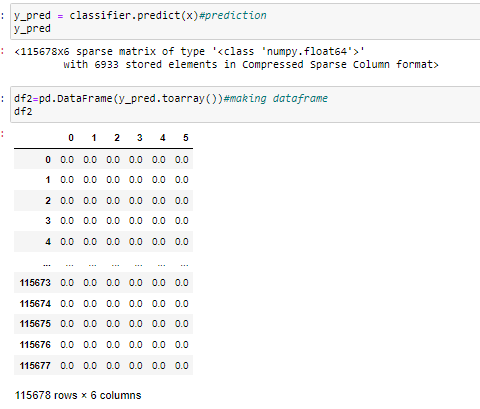 : y_pred = classifier.predict(x)#prediction
y_pred
: <115678x6 sparse matrix of type '<class 'numpy.float64'>'
with 6933 stored elements in Compressed Sparse Column format>
: df2=pd.DataFrame(y_pred.toarray())#making dataframe
df2
:
0 1 2 3 4 5
0 0.0 0.0 0.0 0.0 0.0 0.0
1 0.0 0.0 0.0 0.0 0.0 0.0
2 0.0 0.0 0.0 0.0 0.0 0.0
3 0.0 0.0 0.0 0.0 0.0 0.0
4 0.0 0.0 0.0 0.0 0.0 0.0
... ... ... ... ... ... ...
115673 0.0 0.0 0.0 0.0 0.0 0.0
115674 0.0 0.0 0.0 0.0 0.0 0.0
115675 0.0 0.0 0.0 0.0 0.0 0.0
115676 0.0 0.0 0.0 0.0 0.0 0.0
115677 0.0 0.0 0.0 0.0 0.0 0.0
115678 rows × 6 columns